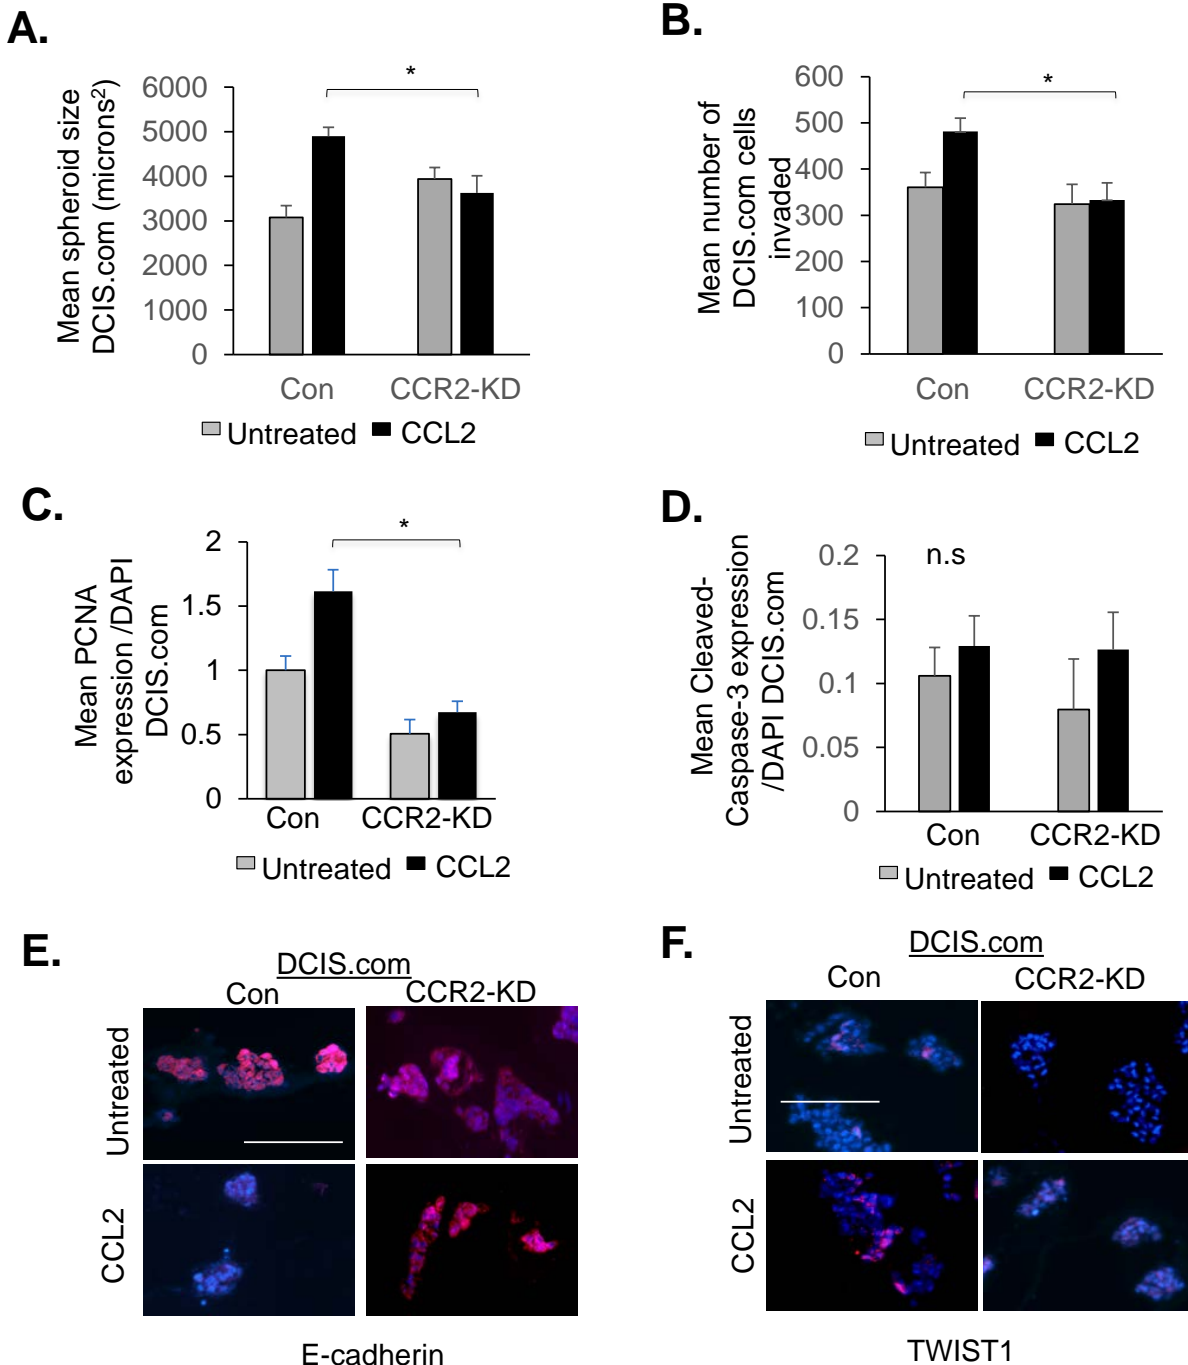 A.
Mean spheroid size
DCIS.com (microns²)
6000
5000
4000
3000
2000
1000
0
*
Con
CCR2-KD
Untreated
CCL2
B.
Mean number of
DCIS.com cells
invaded
600
500
400
300
200
100
0
*
Con
CCR2-KD
Untreated
CCL2
C.
Mean PCNA
expression /DAPI
DCIS.com
2
1.5
1
0.5
0
*
Con
CCR2-KD
Untreated
CCL2
D.
Mean Cleaved-
Caspase-3 expression
/DAPI DCIS.com
0.2
0.15
0.1
0.05
0
n.s
Con
CCR2-KD
Untreated
CCL2
E.
DCIS.com
Con
CCR2-KD
Untreated
CCL2
E-cadherin
F.
DCIS.com
Con
CCR2-KD
Untreated
CCL2
TWIST1